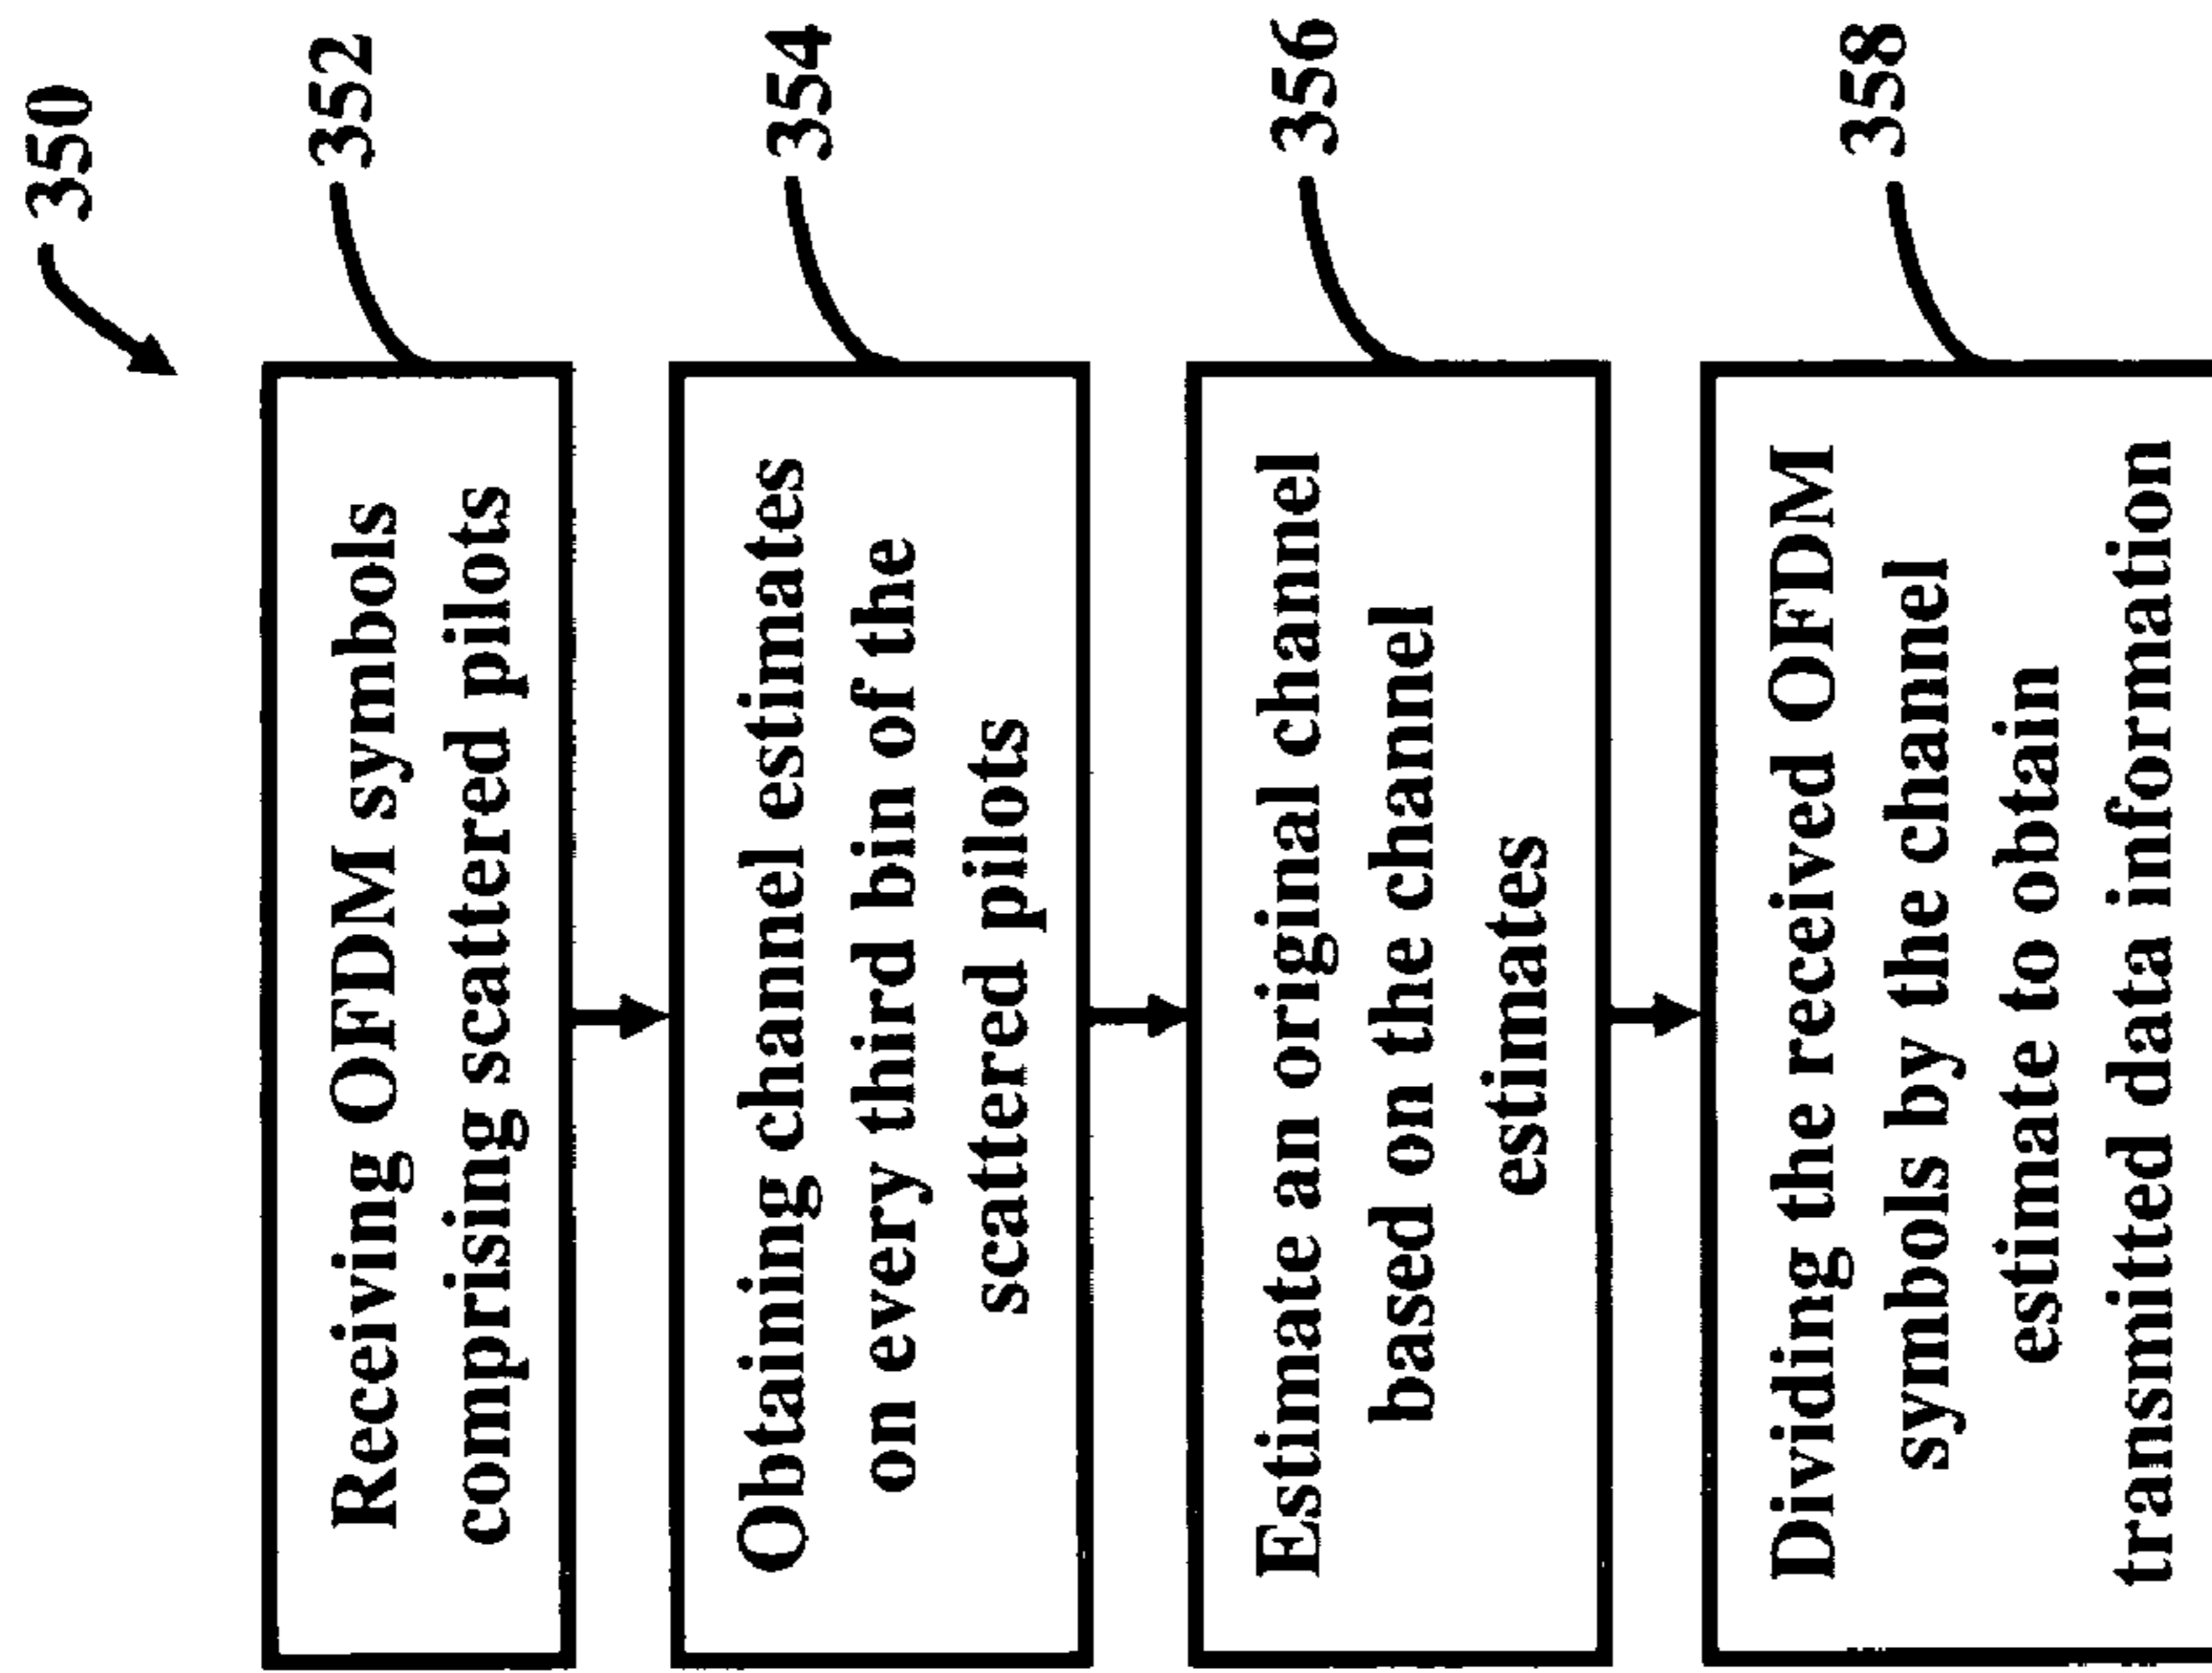 350
Receiving OFDM symbols
comprising scattered pilots
352
Obtaining channel estimates
on every third bin of the
scattered pilots
354
Estimate an original channel
based on the channel
estimates
356
Dividing the received OFDM
symbols by the channel
estimate to obtain
transmitted data information
358